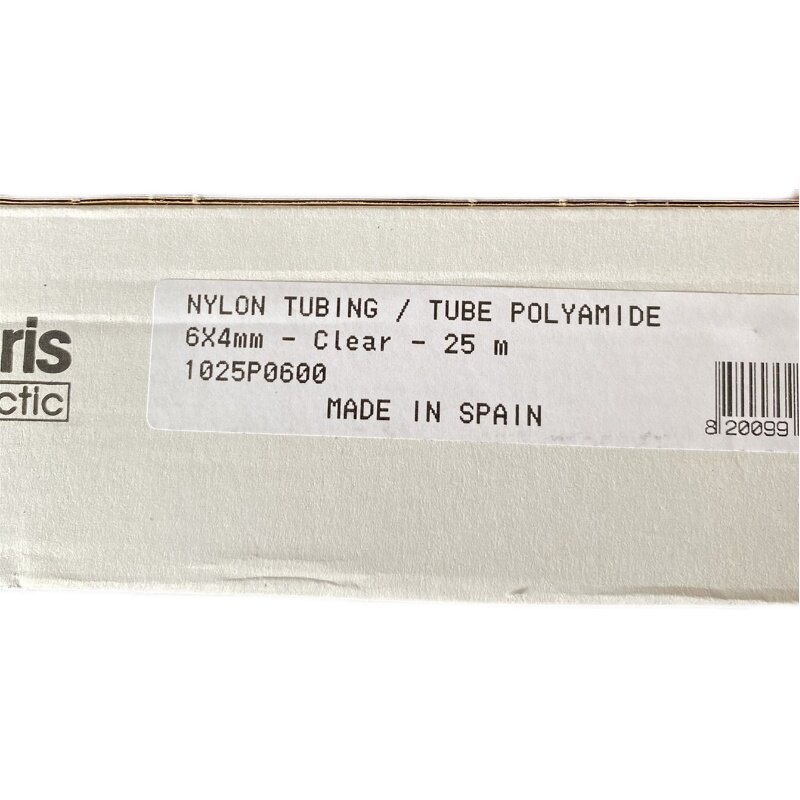 ris
ctic
NYLON TUBING / TUBE POLYAMIDE
6X4mm - Clear - 25 m
1025P0600
MADE IN SPAIN
8 20099